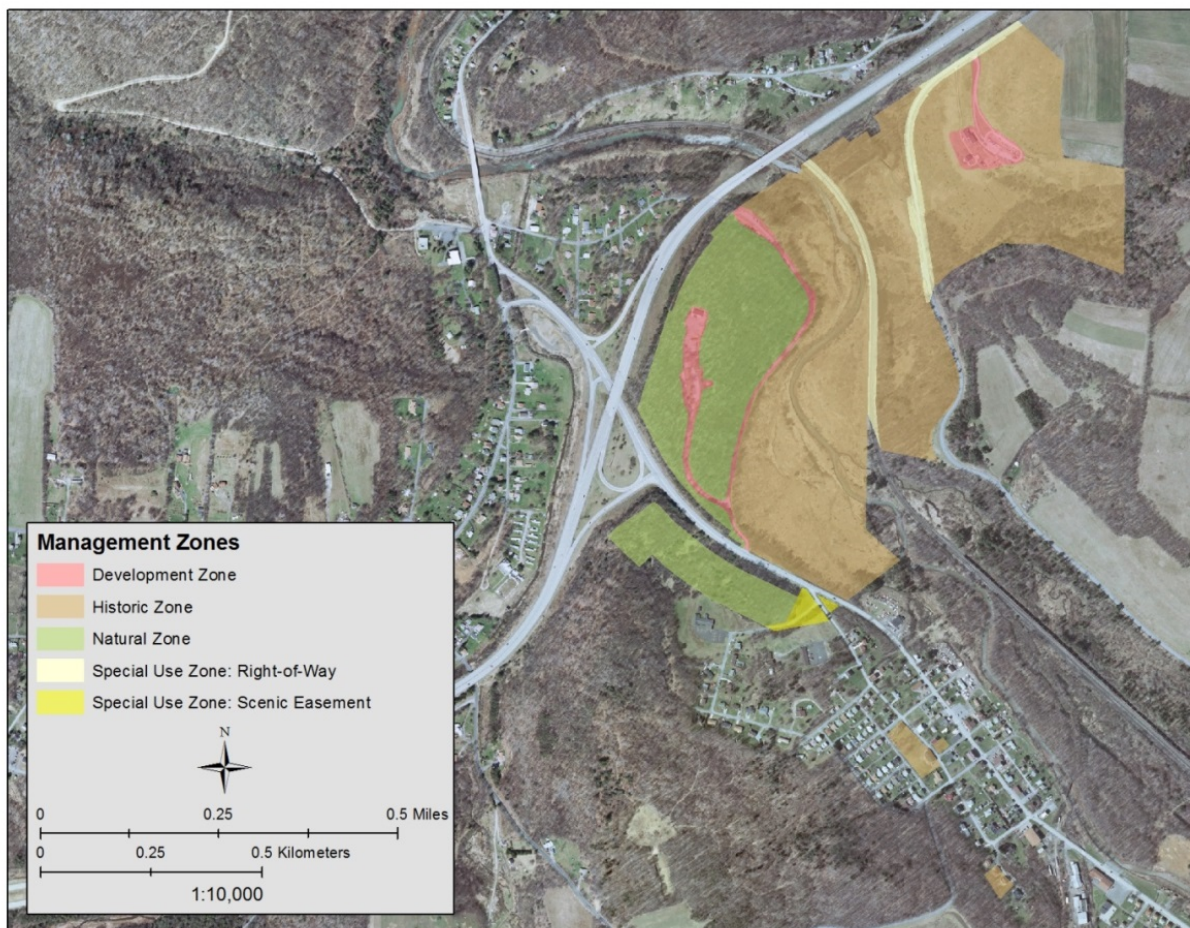 Management Zones
Development Zone
Historic Zone
Natural Zone
Special Use Zone: Right-of-Way
Special Use Zone: Scenic Easement
N
0 0.25 0.5 Miles
0 0.25 0.5 Kilometers
1:10,000